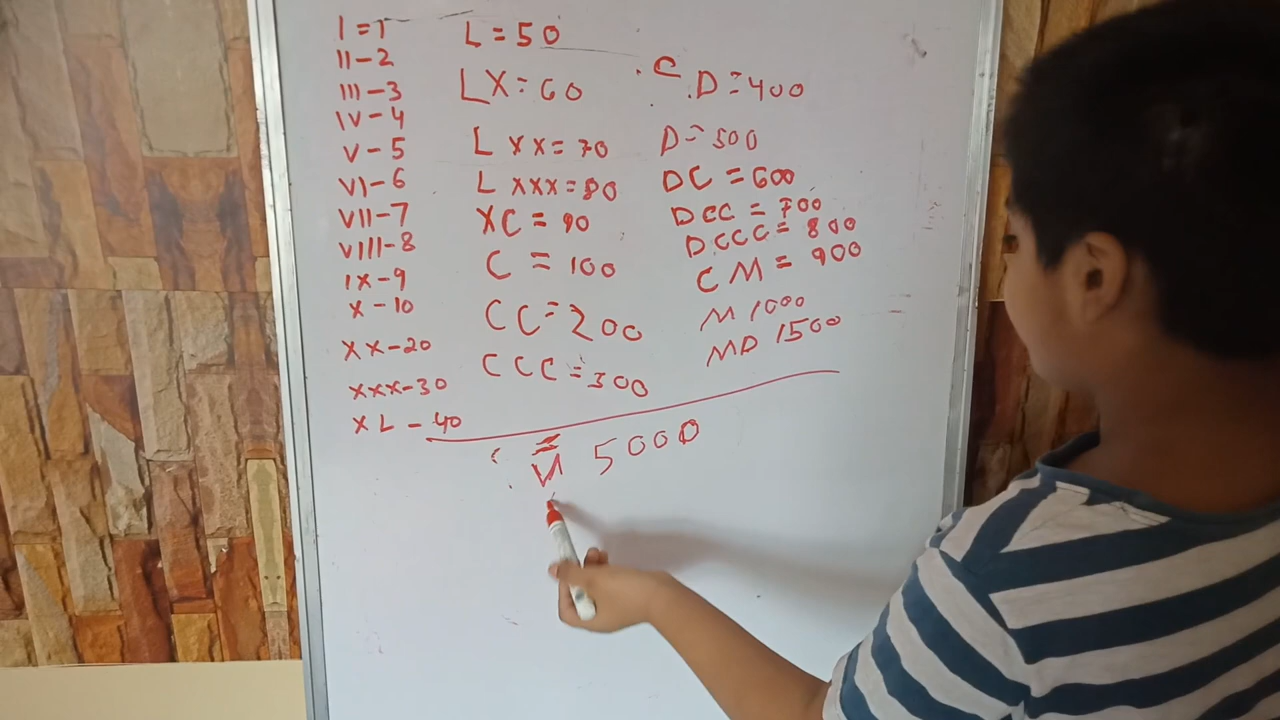 I = 1
II - 2
III - 3
IV - 4
V - 5
VI - 6
VII - 7
VIII - 8
IX - 9
X - 10
XX - 20
XXX - 30
XL - 40
L = 50
LX = 60
LXX = 70
LXXX = 80
XC = 90
C = 100
CC = 200
CCC = 300
CD = 400
D = 500
DC = 600
DCC = 700
DCCC = 800
CM = 900
M 1000
MD 1500
5000